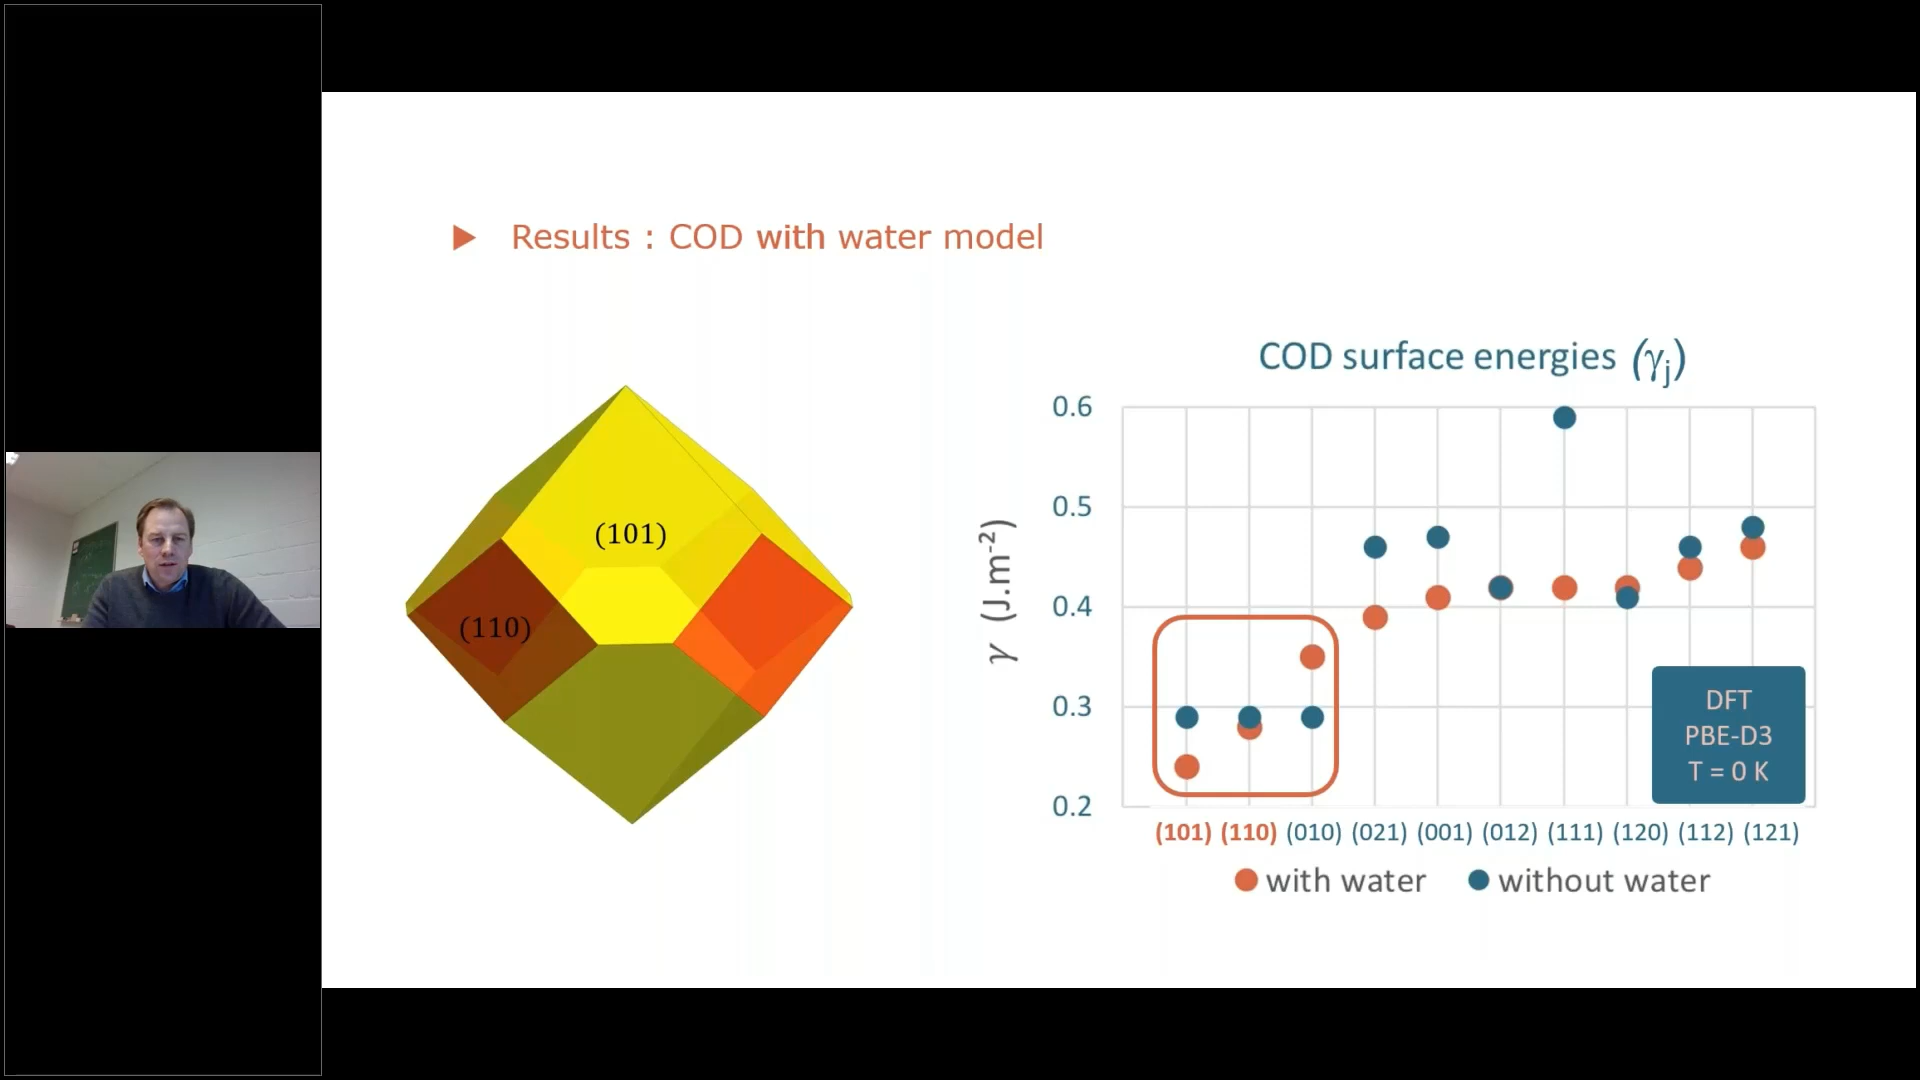 ▶ Results : COD with water model
(101)
(110)
COD surface energies (γj)
γ (J.m-2)
0.6
0.5
0.4
0.3
0.2
DFT
PBE-D3
T = 0 K
(101) (110) (010) (021) (001) (012) (111) (120) (112) (121)
with water without water